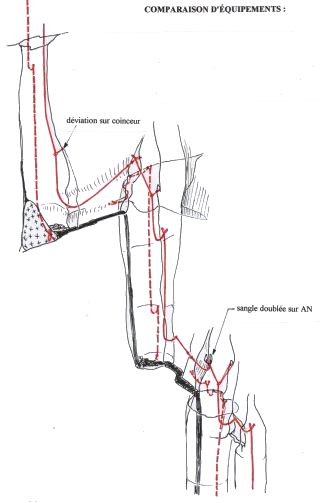 COMPARAISON D'ÉQUIPEMENTS :
déviation sur coinceur
sangle doublée sur AN